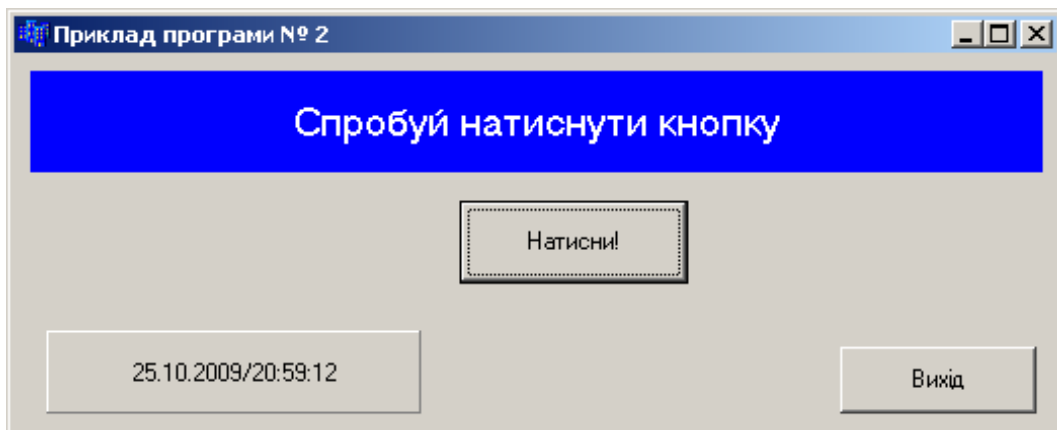 Приклад програми № 2
Спробуй натиснути кнопку
Натисни!
25.10.2009/20:59:12
Вихід